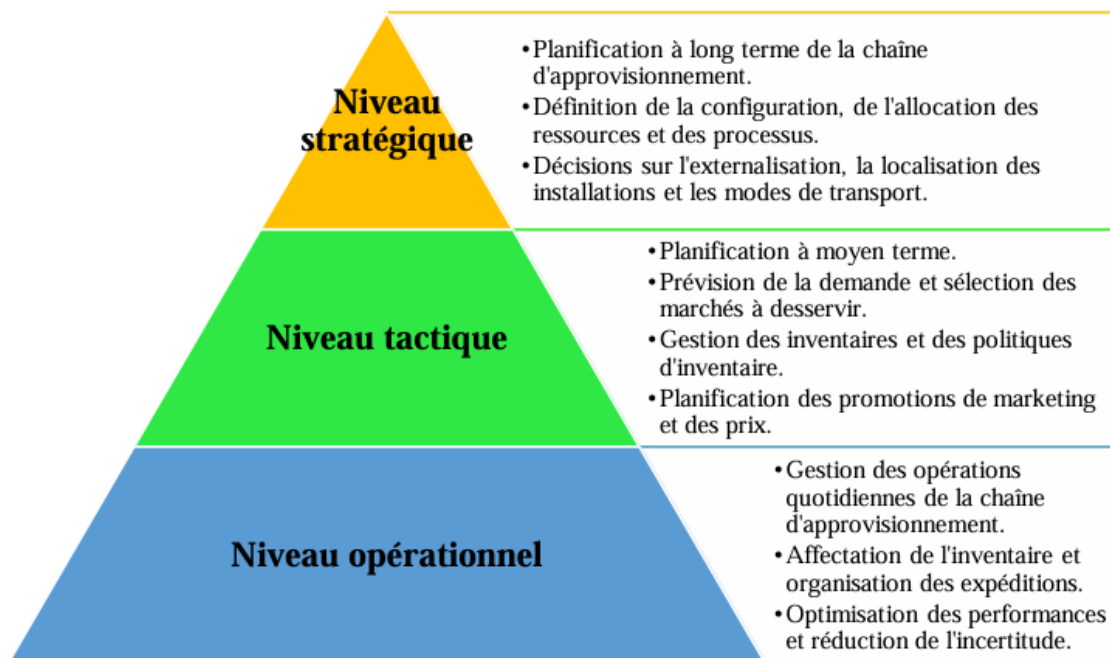 Niveau
stratégique
•Planification à long terme de la chaîne
d'approvisionnement.
•Définition de la configuration, de l'allocation des
ressources et des processus.
•Décisions sur l'externalisation, la localisation des
installations et les modes de transport.
Niveau tactique
•Planification à moyen terme.
•Prévision de la demande et sélection des
marchés à desservir.
•Gestion des inventaires et des politiques
d'inventaire.
•Planification des promotions de marketing
et des prix.
Niveau opérationnel
•Gestion des opérations
quotidiennes de la chaîne
d'approvisionnement.
•Affectation de l'inventaire et
organisation des expéditions.
•Optimisation des performances
et réduction de l'incertitude.